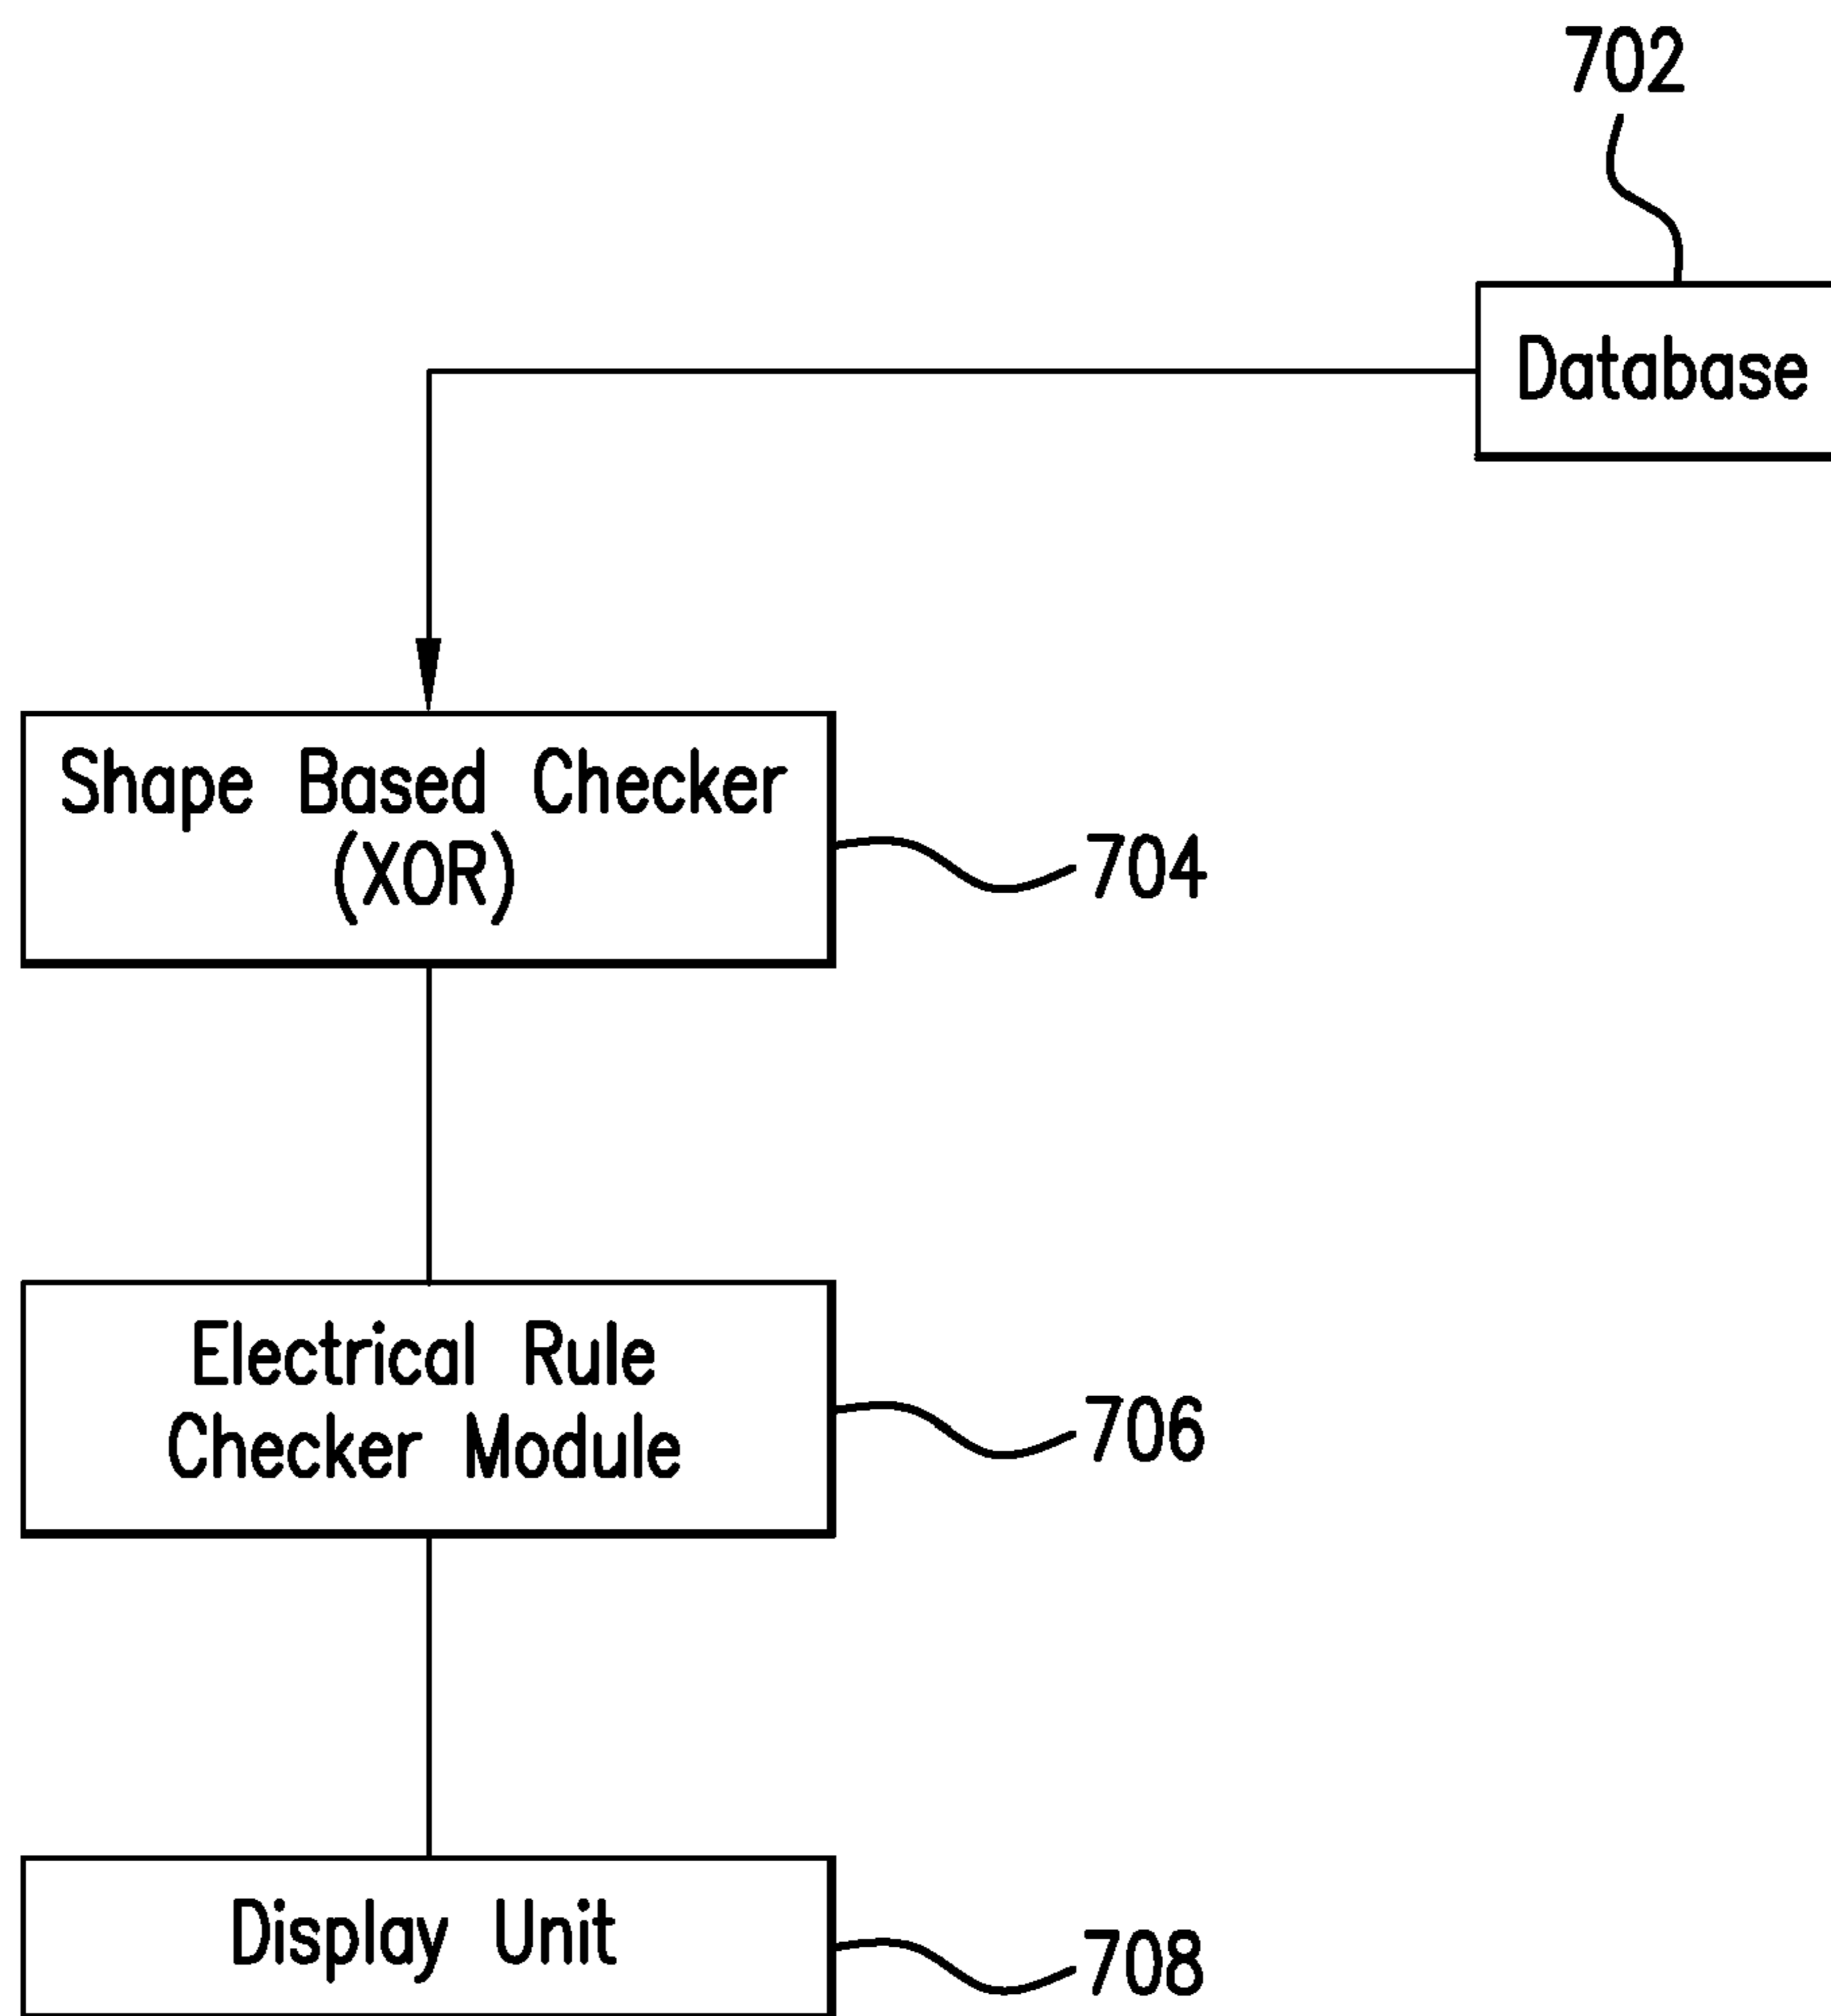 702
Database
Shape Based Checker
(XOR)
704
Electrical Rule
Checker Module
706
Display Unit
708